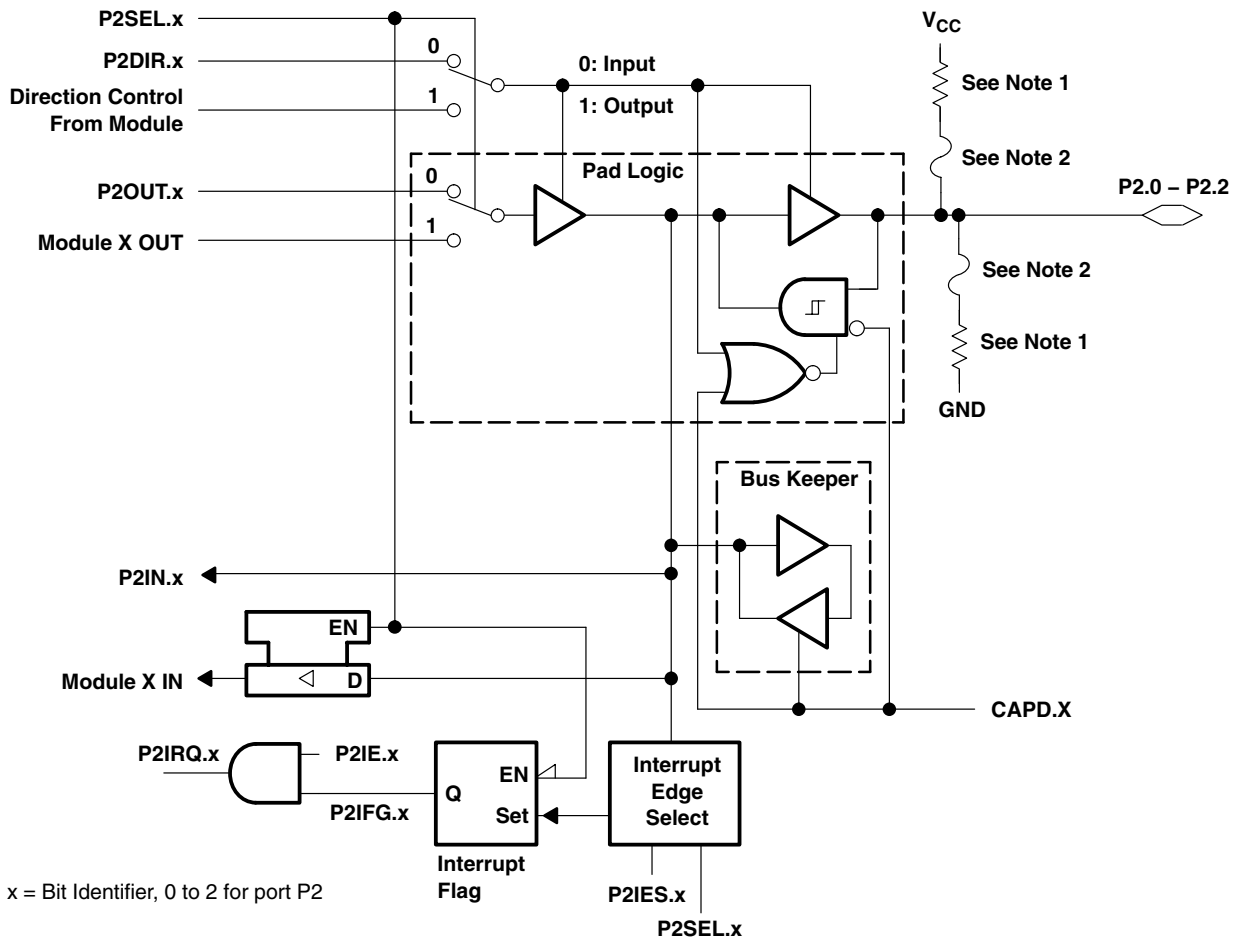 P2SEL.x
P2DIR.x
0
Direction Control
From Module
1
0: Input
1: Output
VCC
See Note 1
See Note 2
Pad Logic
P2OUT.x
0
Module X OUT
1
P2.0 – P2.2
See Note 2
See Note 1
GND
Bus Keeper
P2IN.x
EN
Module X IN
D
CAPD.X
P2IRQ.x
P2IE.x
P2IFG.x
Q
EN
Set
Interrupt
Flag
Interrupt
Edge
Select
P2IES.x
P2SEL.x
x = Bit Identifier, 0 to 2 for port P2